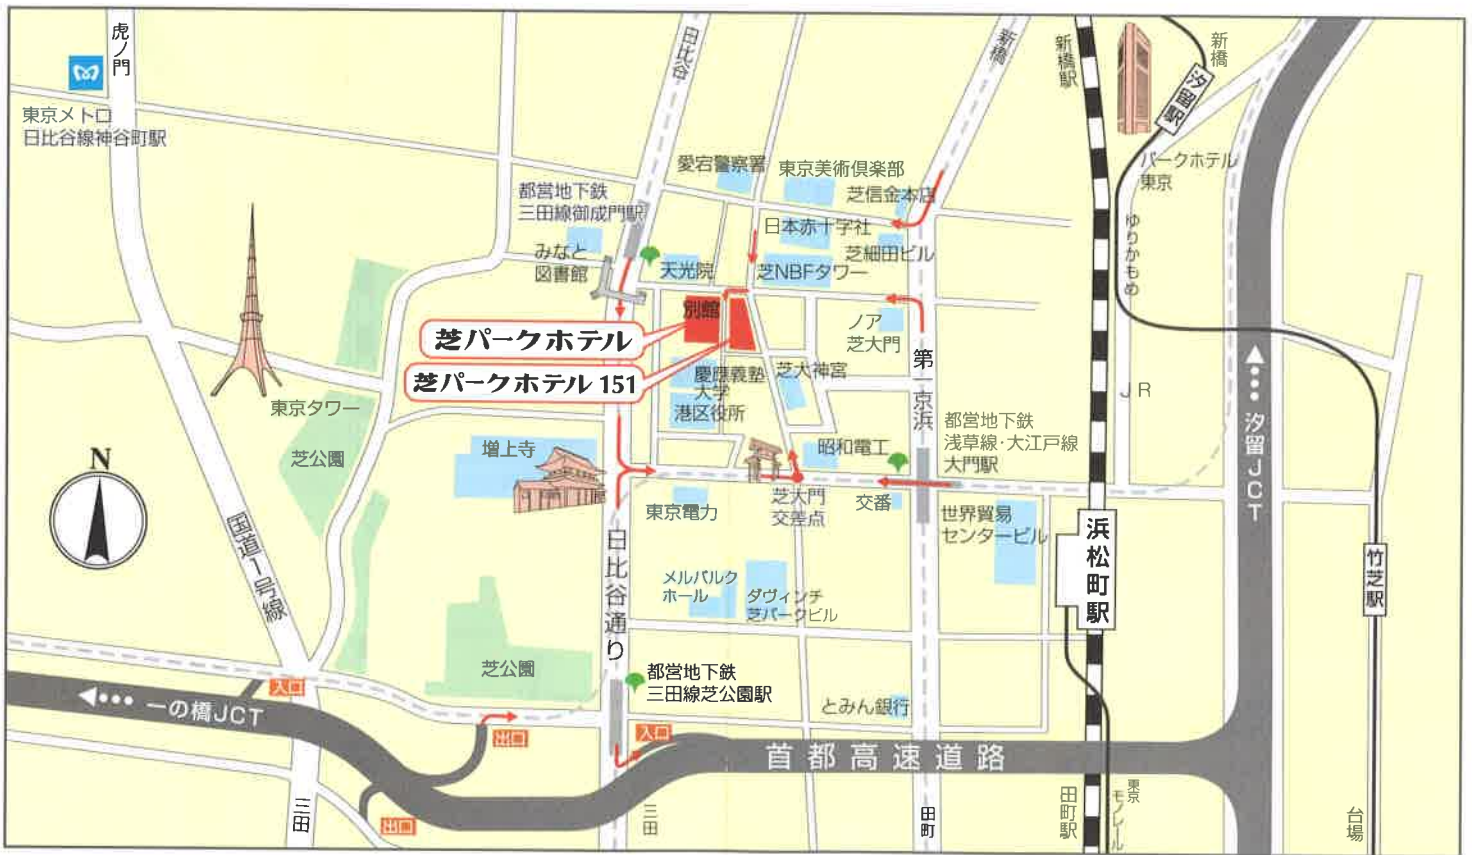 虎ノ門
東京メトロ
日比谷線神谷町駅
日比谷
新橋
新橋駅
新橋
汐留駅
パークホテル
東京
ゆりかもめ
愛宕警察署
東京美術倶楽部
芝信金本店
都営地下鉄
三田線御成門駅
日本赤十字社
芝細田ビル
みなと
図書館
天光院
芝NBFタワー
別館
芝パークホテル
芝パークホテル 151
ノア
芝大門
第一京浜
慶應義塾
大学
港区役所
芝大神宮
JR
東京タワー
芝公園
増上寺
昭和電工
都営地下鉄
浅草線・大江戸線
大門駅
汐留JCT
N
東京電力
芝大門
交差点
交番
世界貿易
センタービル
浜松町駅
竹芝駅
国道1号線
日比谷通り
メルパルク
ホール
ダヴィンチ
芝パークビル
芝公園
都営地下鉄
三田線芝公園駅
とみん銀行
入口
一の橋JCT
出口
入口
首都高速道路
出口
三田
三田
田町
田町駅
東京
モノレール
台場